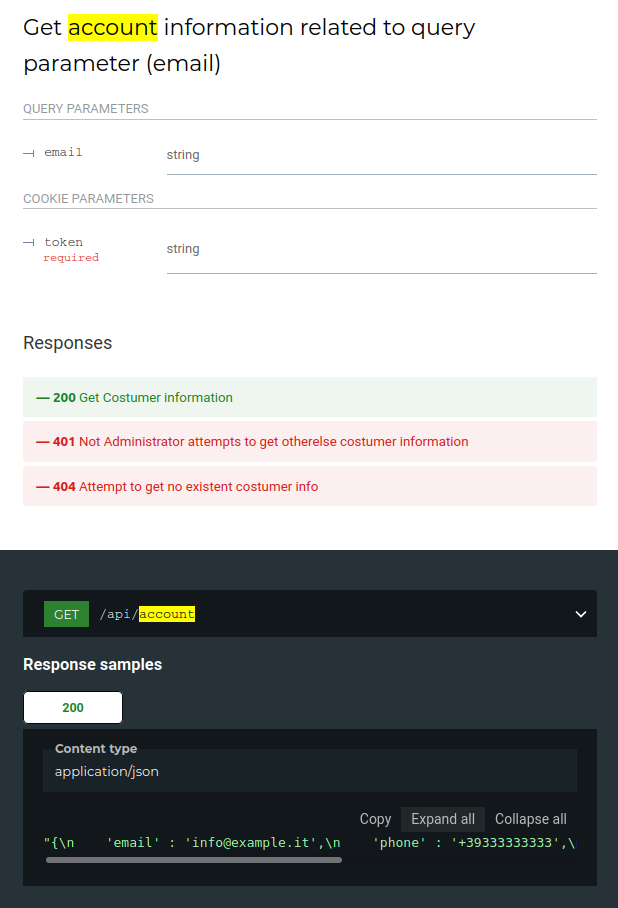 Get account information related to query
parameter (email)
QUERY PARAMETERS
email
string
COOKIE PARAMETERS
token
required
string
Responses
— 200 Get Costumer information
— 401 Not Administrator attempts to get otherelse costumer information
— 404 Attempt to get no existent costumer info
GET /api/account
Response samples
200
Content type
application/json
Copy Expand all Collapse all
"{\n    'email' : 'info@example.it',\n    'phone' : '+39333333333',\